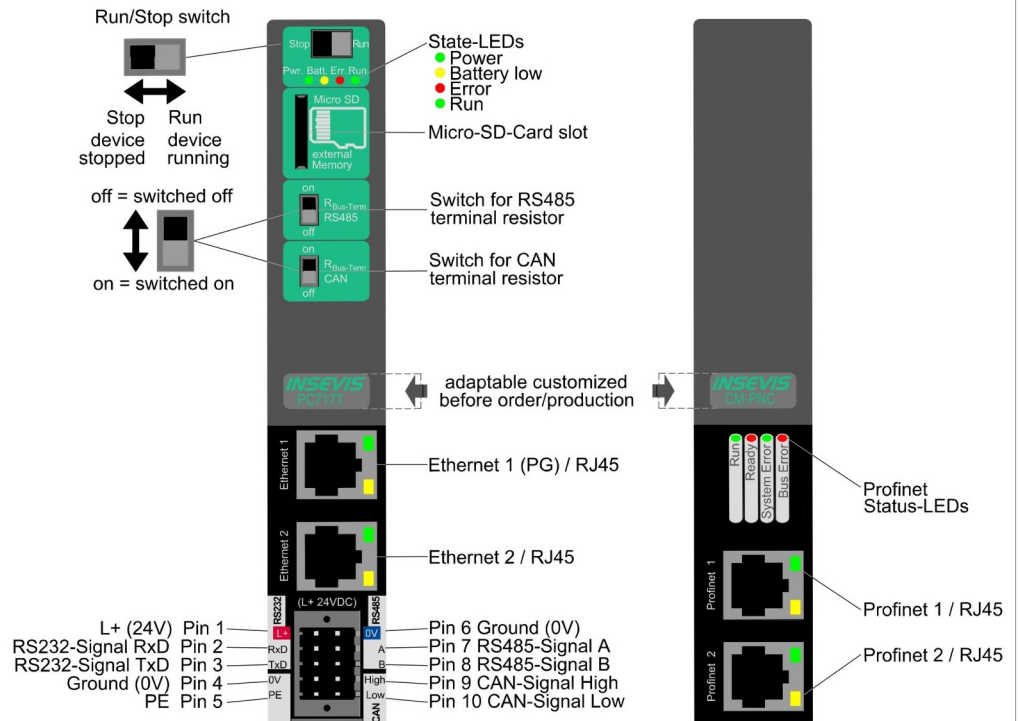 Run/Stop switch
Stop Run
device device
stopped running
off = switched off
on = switched on
Stop Run
Pwr. Batt. Err. Run
Micro SD
external
Memory
on
RBus-Term
RS485
off
on
RBus-Term
CAN
off
State-LEDs
Power
Battery low
Error
Run
Micro-SD-Card slot
Switch for RS485
terminal resistor
Switch for CAN
terminal resistor
INSEVIS
PC717T
adaptable customized
before order/production
INSEVIS
CM-PNC
Ethernet 1
Ethernet 1 (PG) / RJ45
Ethernet 2
Ethernet 2 / RJ45
Run
Ready
System Error
Bus Error
Profinet
Status-LEDs
Profinet 1
Profinet 1 / RJ45
Profinet 2
Profinet 2 / RJ45
RS232
(L+ 24VDC)
RS485
L+ (24V) Pin 1
RS232-Signal RxD Pin 2
RS232-Signal TxD Pin 3
Ground (0V) Pin 4
PE Pin 5
L+
RxD
TxD
0V
PE
0V
A
B
High
Low
CAN
Pin 6 Ground (0V)
Pin 7 RS485-Signal A
Pin 8 RS485-Signal B
Pin 9 CAN-Signal High
Pin 10 CAN-Signal Low